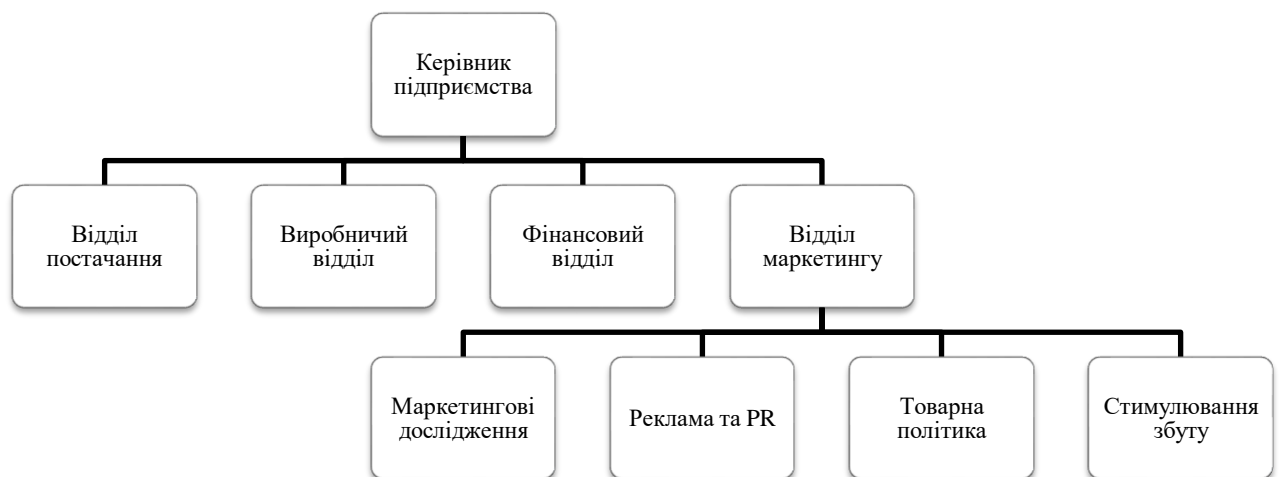 Керівник
підприємства
Відділ
постачання
Виробничий
відділ
Фінансовий
відділ
Відділ
маркетингу
Маркетингові
дослідження
Реклама та PR
Товарна
політика
Стимулювання
збуту